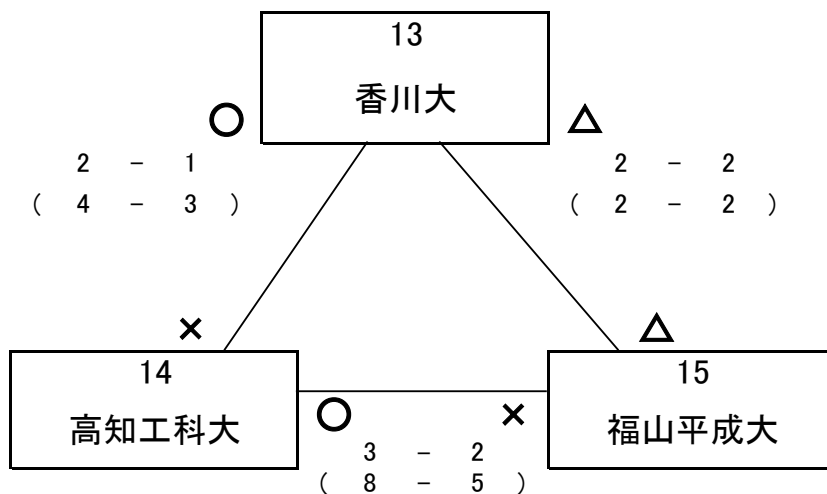 13
香川大
○ △
2 - 1
( 4 - 3 )
2 - 2
( 2 - 2 )
× △
14
高知工科大
15
福山平成大
○ ×
3 - 2
( 8 - 5 )